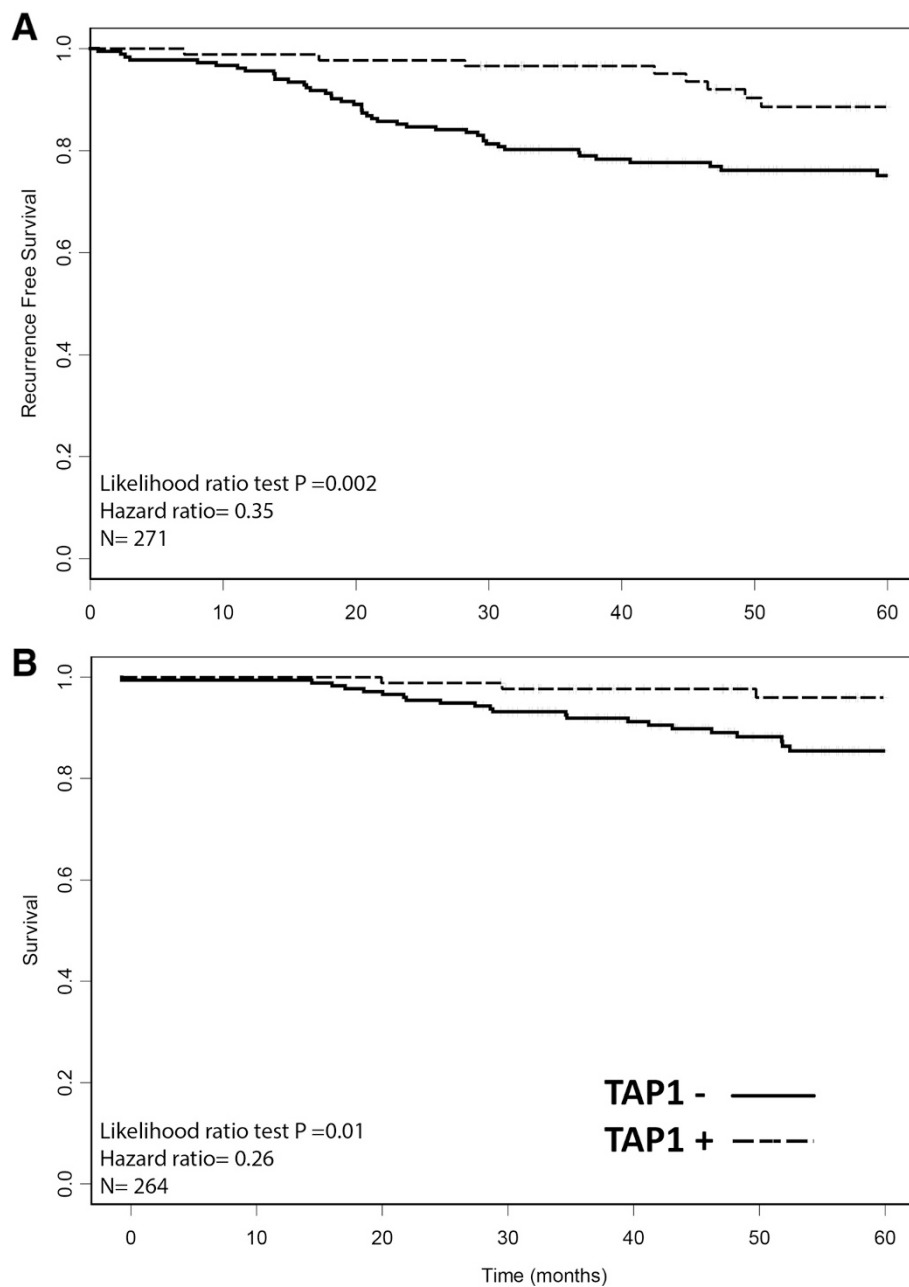 A
1.0
0.8
0.6
0.4
0.2
0.0
Recurrence Free Survival
Likelihood ratio test P =0.002
Hazard ratio= 0.35
N= 271
0 10 20 30 40 50 60
B
1.0
0.8
0.6
0.4
0.2
0.0
Survival
TAP1 -
TAP1 +
Likelihood ratio test P =0.01
Hazard ratio= 0.26
N= 264
0 10 20 30 40 50 60
Time (months)